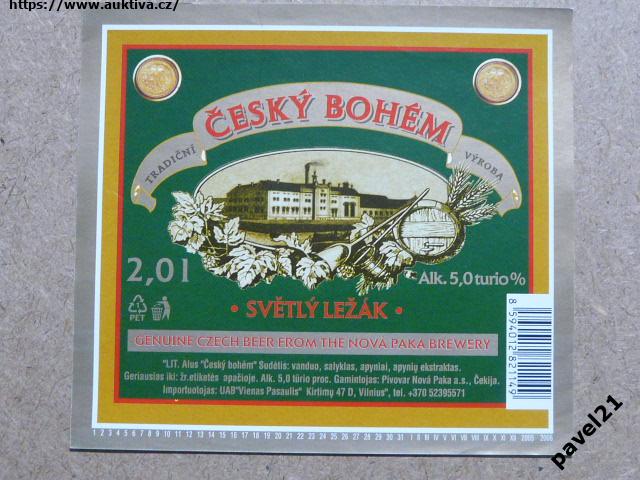 https://www.auktiva.cz/
ČESKÝ BOHÉM
TRADIČNÍ
VÝROBA
2,0 l
Alk. 5,0 turio%
1
PET
• SVĚTLÝ LEŽÁK •
GENUINE CZECH BEER FROM THE NOVÁ PAKA BREWERY
"LIT. Alus "Český bohém" Sudėtis: vanduo, salyklas, apyniai, apynių ekstraktas.
Geriausias iki: žr.etiketės apačioje. Alk. 5,0 tūrio proc. Gamintojas: Pivovar Nová Paka a.s., Čekija.
Importuotojas: UAB"Vienas Pasaulis" Kirtimų 47 D, Vilnius", tel. +370 52395571
8 594012 821149
1 2 3 4 5 6 7 8 9 10 11 12 13 14 15 16 17 18 19 20 21 22 23 24 25 26 27 28 29 30 31 I II III IV V VI VII VIII IX X XI XII 2005 2006
pavel21